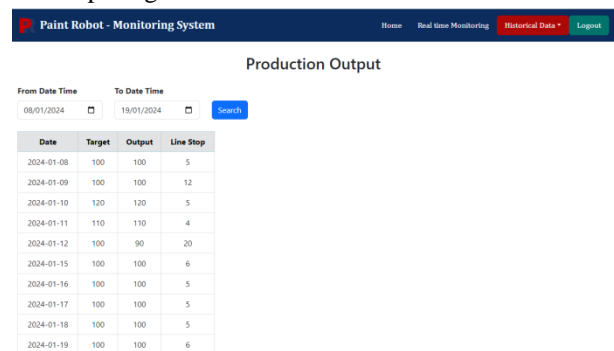 Paint Robot - Monitoring System Home Real time Monitoring Historical Data Logout
Production Output
From Date Time To Date Time
08/01/2024 19/01/2024 Search
Date Target Output Line Stop
2024-01-08 100 100 5
2024-01-09 100 100 12
2024-01-10 120 120 5
2024-01-11 110 110 4
2024-01-12 100 90 20
2024-01-15 100 100 6
2024-01-16 100 100 5
2024-01-17 100 100 5
2024-01-18 100 100 5
2024-01-19 100 100 6